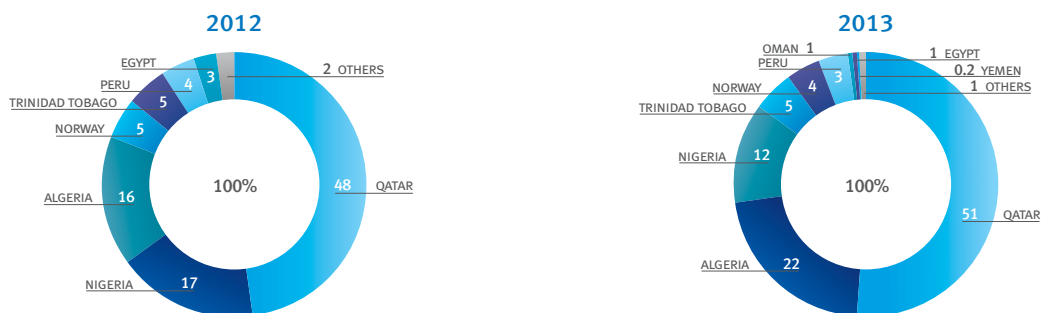 2012
EGYPT 3
2 OTHERS
PERU 4
TRINIDAD TOBAGO 5
NORWAY 5
ALGERIA 16
100%
48 QATAR
NIGERIA 17
2013
OMAN 1
1 EGYPT
PERU 3
0.2 YEMEN
1 OTHERS
NORWAY 4
TRINIDAD TOBAGO 5
NIGERIA 12
100%
51 QATAR
ALGERIA 22